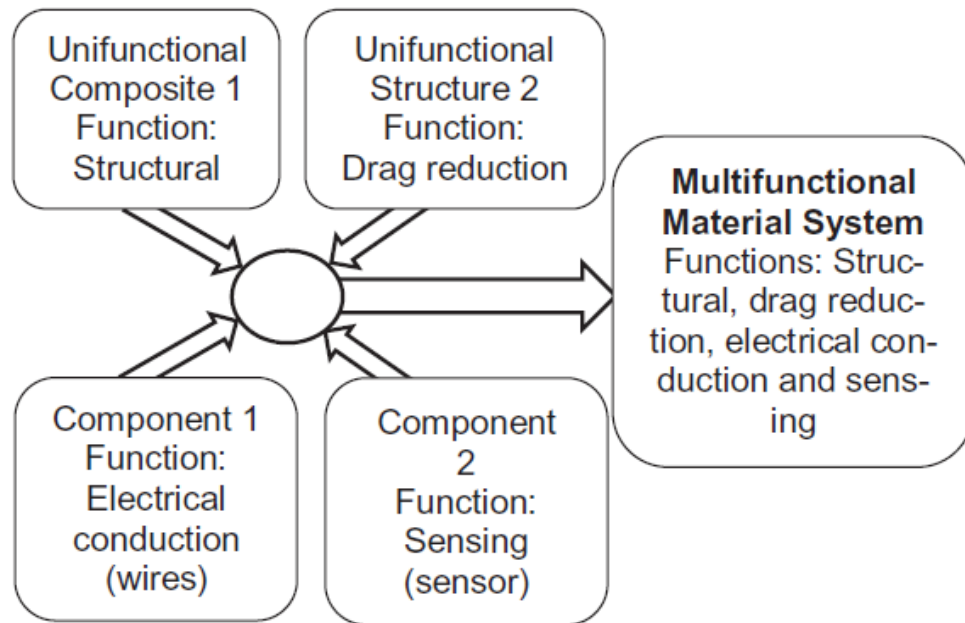 Unifunctional
Composite 1
Function:
Structural
Unifunctional
Structure 2
Function:
Drag reduction
Multifunctional
Material System
Functions: Struc-
tural, drag reduc-
tion, electrical con-
duction and sens-
ing
Component 1
Function:
Electrical
conduction
(wires)
Component
2
Function:
Sensing
(sensor)